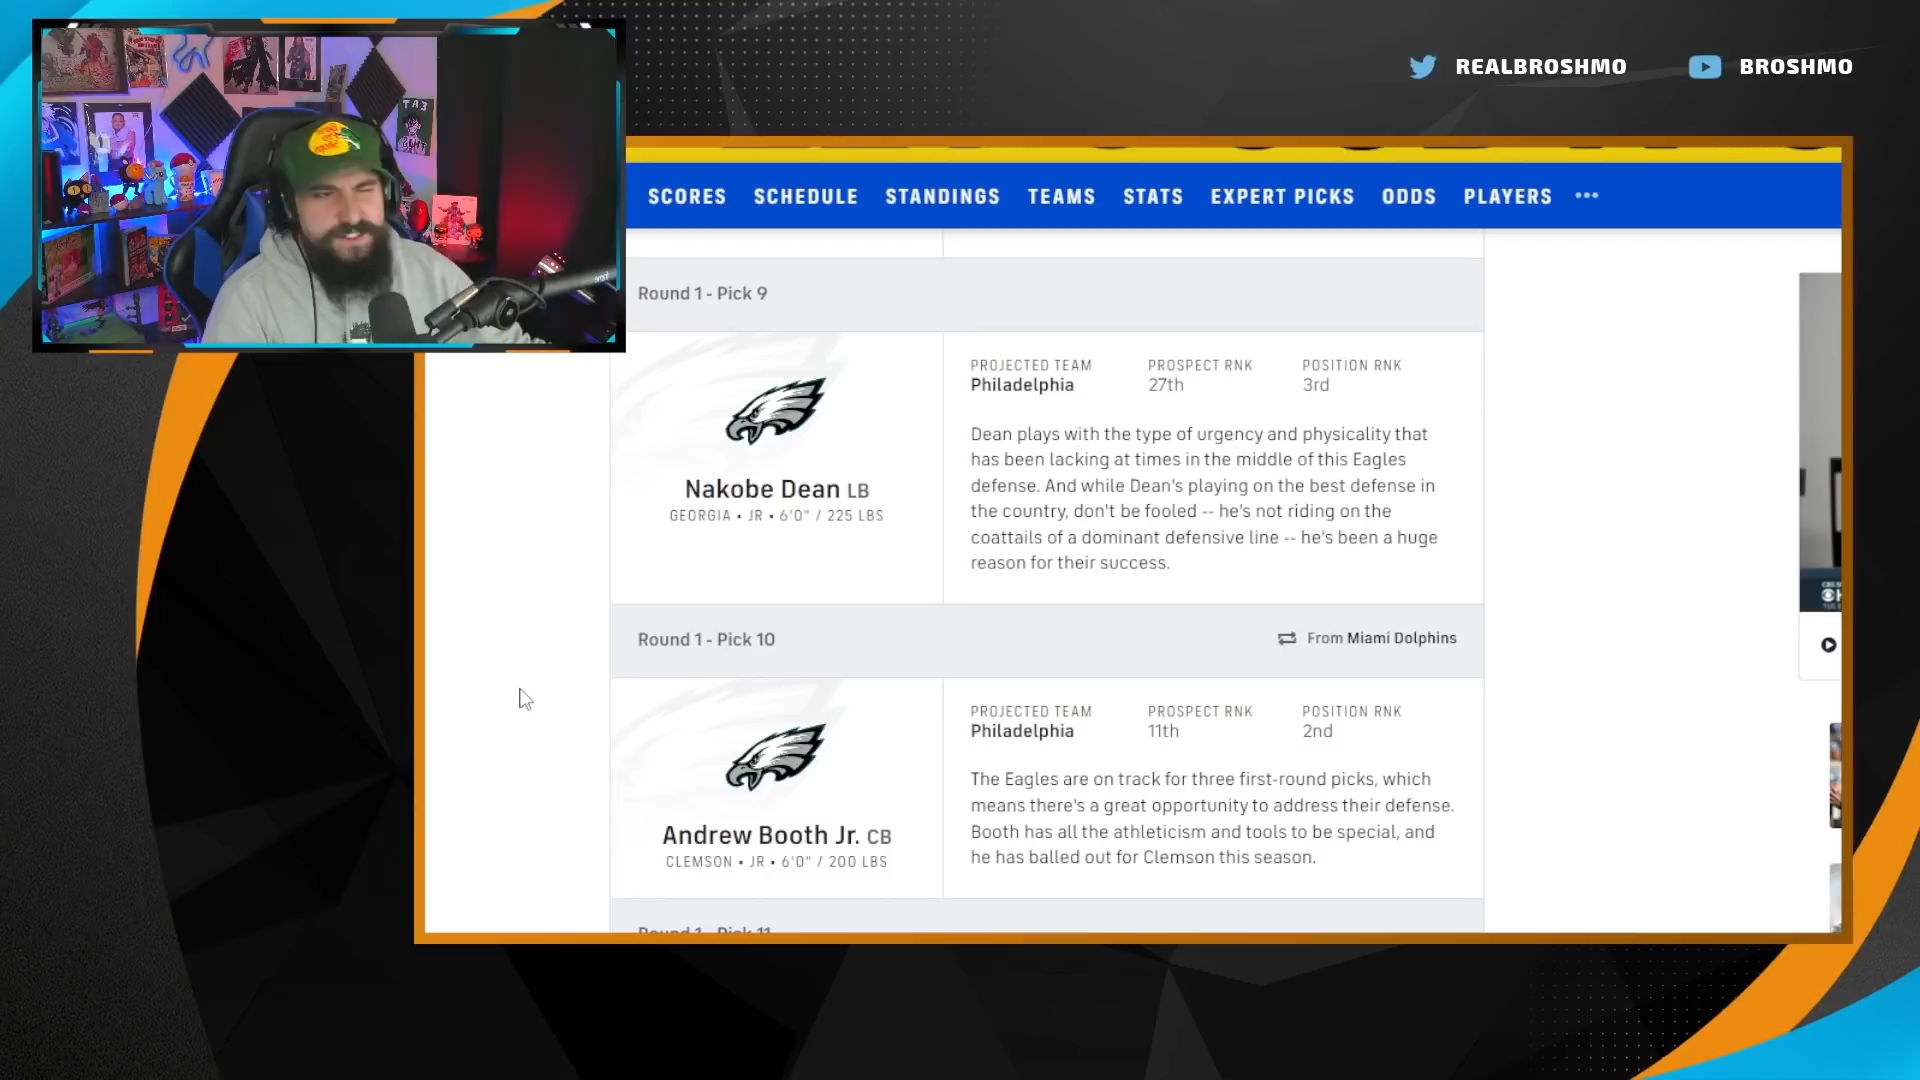 REALBROSHMO
BROSHMO
SCORES SCHEDULE STANDINGS TEAMS STATS EXPERT PICKS ODDS PLAYERS •••
Round 1 - Pick 9
PROJECTED TEAM PROSPECT RNK POSITION RNK
Philadelphia 27th 3rd
Dean plays with the type of urgency and physicality that
has been lacking at times in the middle of this Eagles
defense. And while Dean's playing on the best defense in
the country, don't be fooled -- he's not riding on the
coattails of a dominant defensive line -- he's been a huge
reason for their success.
Nakobe Dean LB
GEORGIA • JR • 6'0" / 225 LBS
Round 1 - Pick 10
From Miami Dolphins
PROJECTED TEAM PROSPECT RNK POSITION RNK
Philadelphia 11th 2nd
The Eagles are on track for three first-round picks, which
means there's a great opportunity to address their defense.
Booth has all the athleticism and tools to be special, and
he has balled out for Clemson this season.
Andrew Booth Jr. CB
CLEMSON • JR • 6'0" / 200 LBS
Round 1 - Pick 11